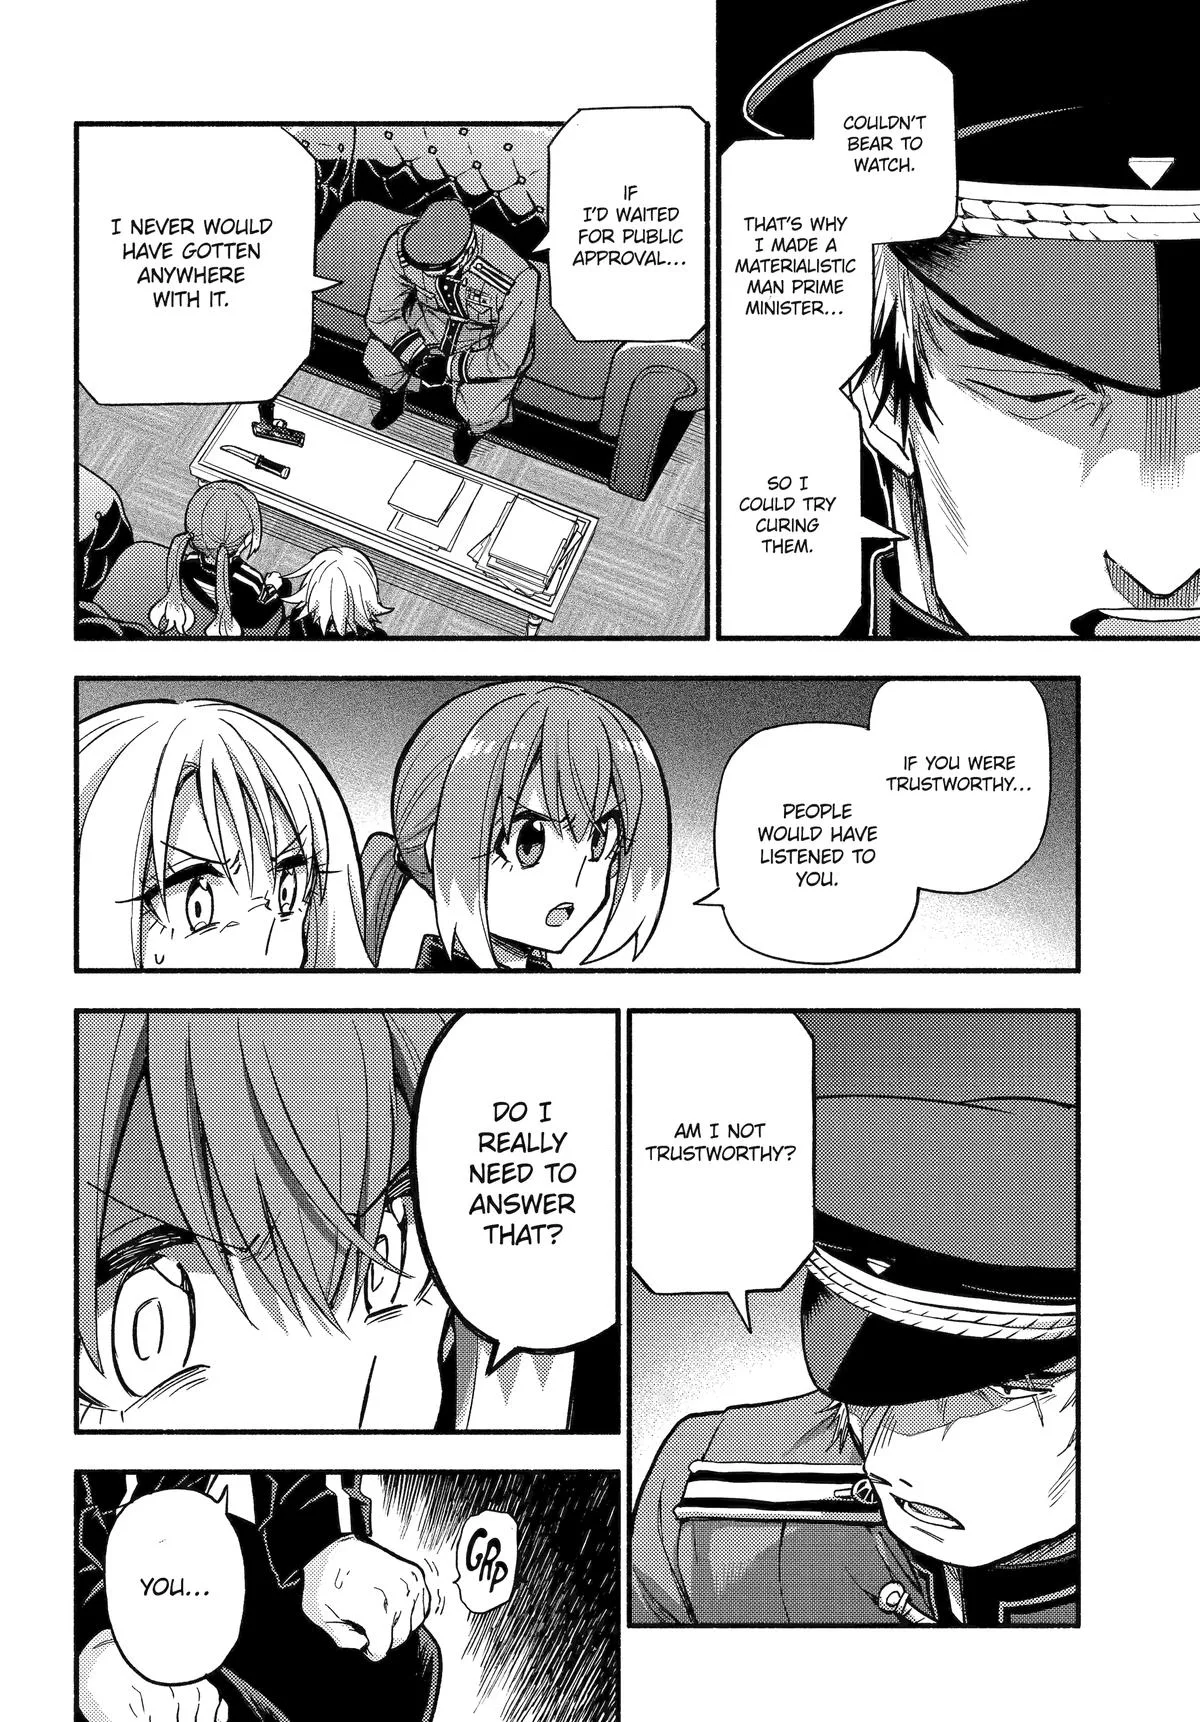 COULDN'T
BEAR TO
WATCH.
THAT'S WHY
I MADE A
MATERIALISTIC
MAN PRIME
MINISTER...
SO I
COULD TRY
CURING
THEM.
IF
I'D WAITED
FOR PUBLIC
APPROVAL...
I NEVER WOULD
HAVE GOTTEN
ANYWHERE
WITH IT.
IF YOU WERE
TRUSTWORTHY...
PEOPLE
WOULD HAVE
LISTENED TO
YOU.
AM I NOT
TRUSTWORTHY?
DO I
REALLY
NEED TO
ANSWER
THAT?
YOU...
GRP